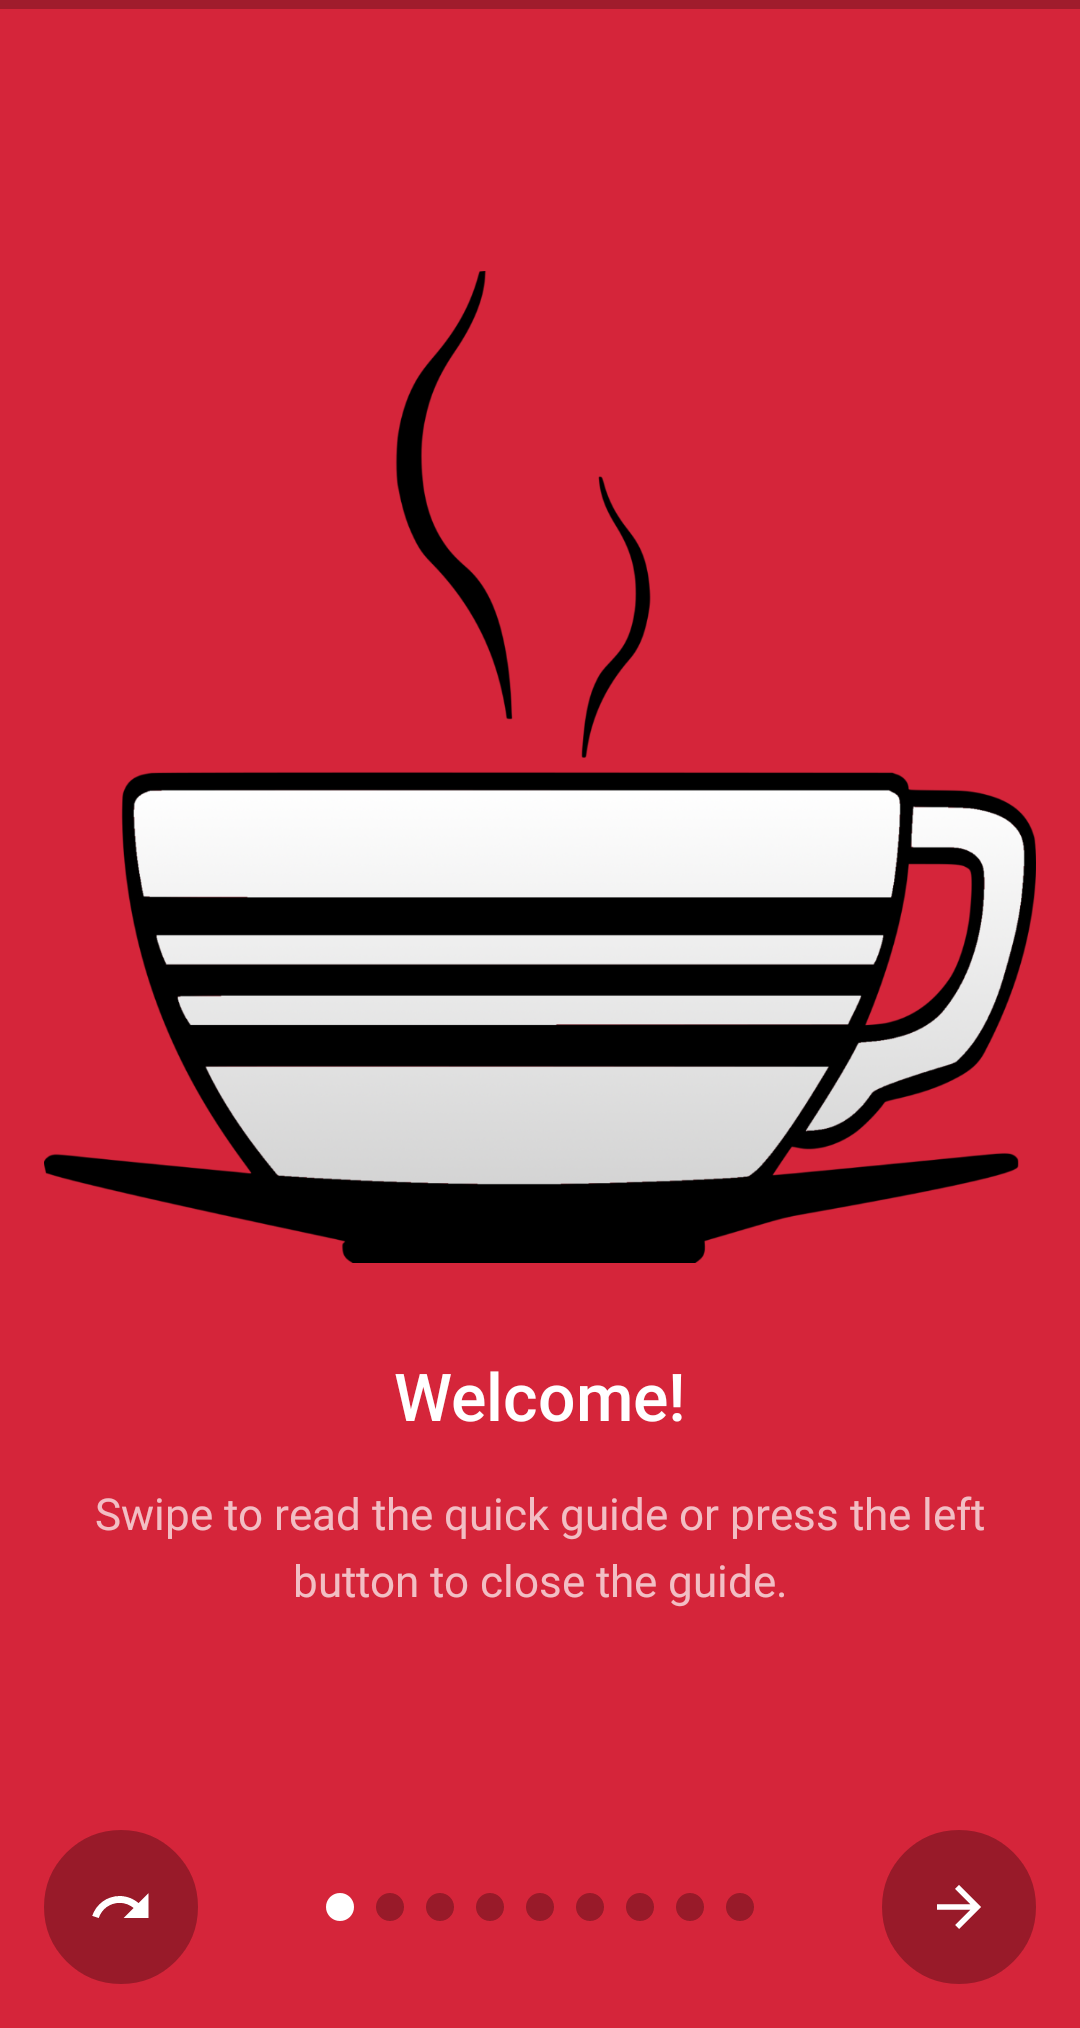 Welcome!
Swipe to read the quick guide or press the left
button to close the guide.